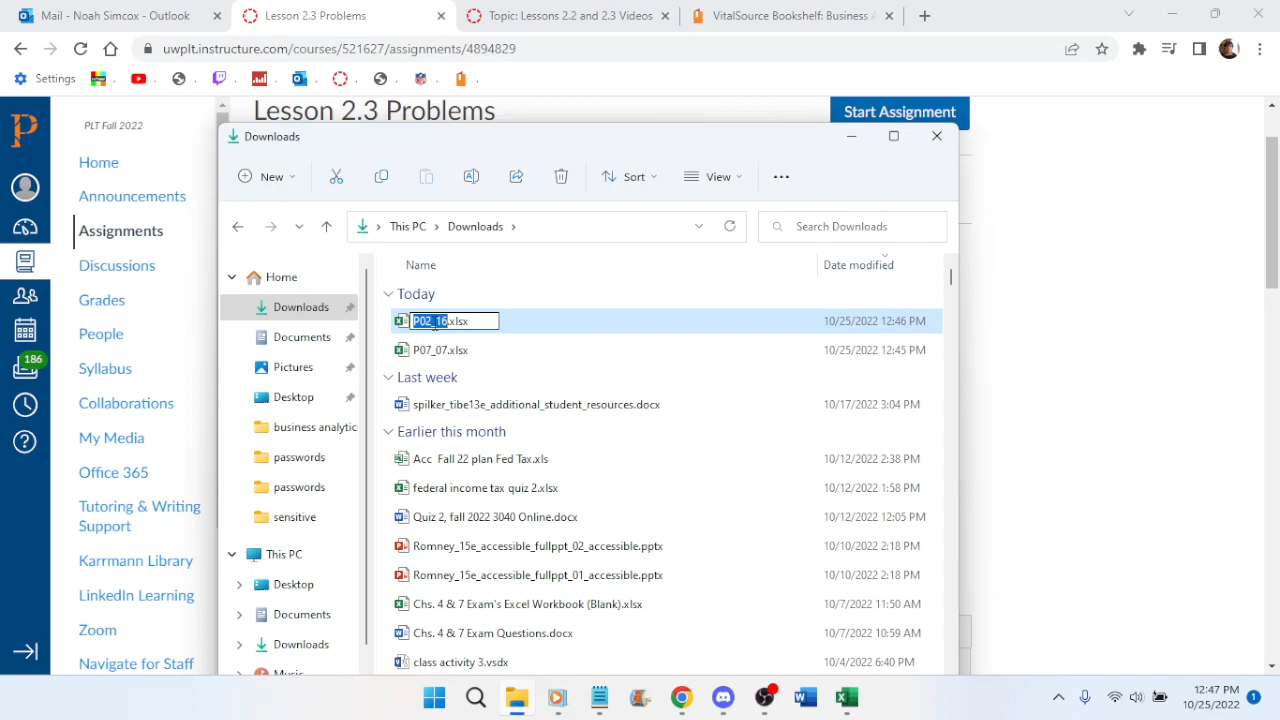 Mail - Noah Simcox - Outlook
Lesson 2.3 Problems
Topic: Lessons 2.2 and 2.3 Videos
VitalSource Bookshelf: Business
uwplt.instructure.com/courses/521627/assignments/4894829
Settings
PLT Fall 2022
Home
Announcements
Assignments
Discussions
Grades
People
Syllabus
Collaborations
My Media
Office 365
Tutoring & Writing
Support
Karrmann Library
LinkedIn Learning
Zoom
Navigate for Staff
186
Lesson 2.3 Problems
Start Assignment
Downloads
New
Sort
View
This PC
Downloads
Search Downloads
Home
Downloads
Documents
Pictures
Desktop
business analytic
passwords
passwords
sensitive
This PC
Desktop
Documents
Downloads
Music
Name
Date modified
Today
P02_16.xlsx 10/25/2022 12:46 PM
P07_07.xlsx 10/25/2022 12:45 PM
Last week
spilker_tibe13e_additional_student_resources.docx 10/17/2022 3:04 PM
Earlier this month
Acc Fall 22 plan Fed Tax.xls 10/12/2022 2:38 PM
federal income tax quiz 2.xlsx 10/12/2022 1:58 PM
Quiz 2, fall 2022 3040 Online.docx 10/12/2022 12:05 PM
Romney_15e_accessible_fullppt_02_accessible.pptx 10/10/2022 2:18 PM
Romney_15e_accessible_fullppt_01_accessible.pptx 10/10/2022 2:18 PM
Chs. 4 & 7 Exam's Excel Workbook (Blank).xlsx 10/7/2022 11:50 AM
Chs. 4 & 7 Exam Questions.docx 10/7/2022 10:59 AM
class activity 3.vsdx 10/4/2022 6:40 PM
12:47 PM
10/25/2022
1